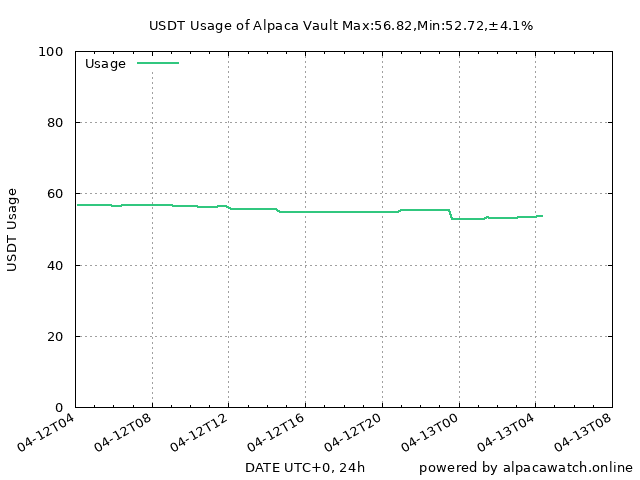 USDT Usage of Alpaca Vault Max:56.82,Min:52.72,±4.1%
Usage
100
80
60
40
20
0
USDT Usage
04-12T04
04-12T08
04-12T12
04-12T16
04-12T20
04-13T00
04-13T04
04-13T08
DATE UTC+0, 24h
powered by alpacawatch.online